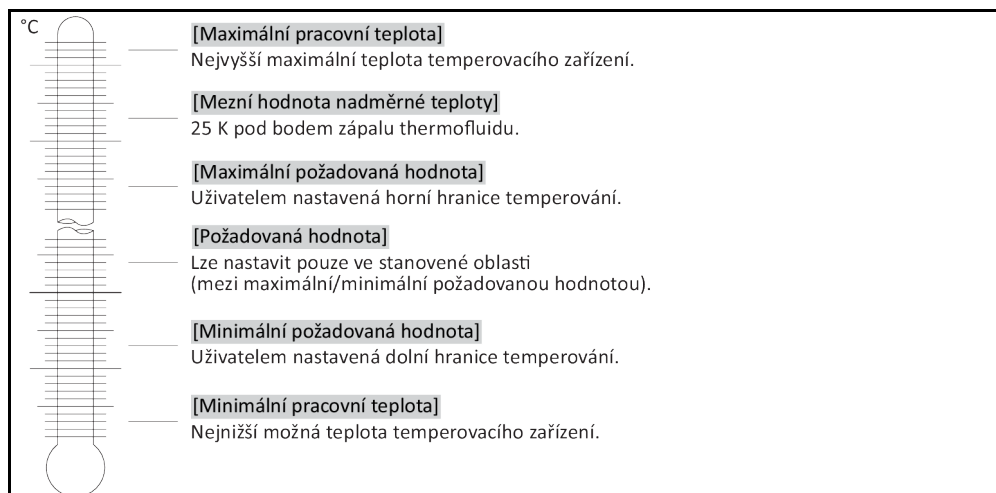 °C
[Maximální pracovní teplota]
Nejvyšší maximální teplota temperovacího zařízení.
[Mezní hodnota nadměrné teploty]
25 K pod bodem zápalu thermofluidu.
[Maximální požadovaná hodnota]
Uživatelem nastavená horní hranice temperování.
[Požadovaná hodnota]
Lze nastavit pouze ve stanovené oblasti
(mezi maximální/minimální požadovanou hodnotou).
[Minimální požadovaná hodnota]
Uživatelem nastavená dolní hranice temperování.
[Minimální pracovní teplota]
Nejnižší možná teplota temperovacího zařízení.